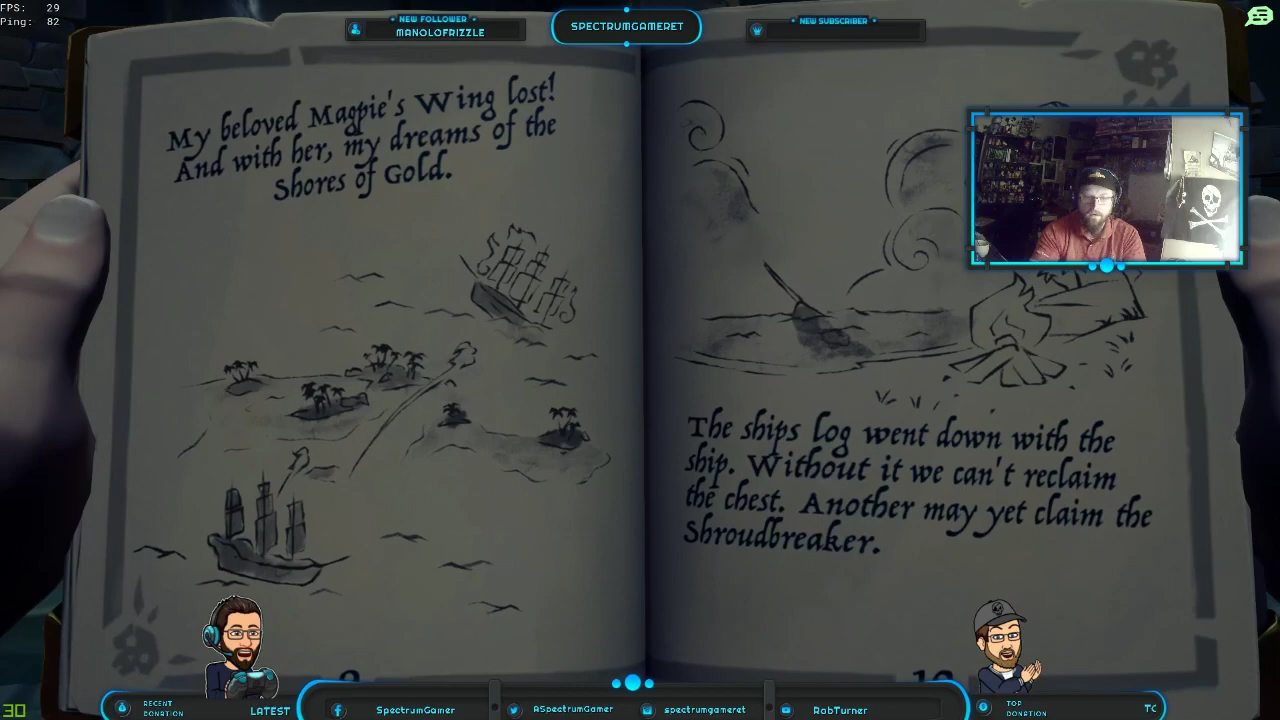 FPS: 29
Ping: 82
NEW FOLLOWER
MANOLOFRIZZLE
SPECTRUMGAMERET
NEW SUBSCRIBER
My beloved Magpie's Wing lost!
And with her, my dreams of the
Shores of Gold.
The ships log went down with the
ship. Without it we can't reclaim
the chest. Another may yet claim the
Shroudbreaker.
30
RECENT
DONATION
LATEST
SpectrumGamer
ASpectrumGamer
spectrumgameret
RobTurner
TOP
DONATION
TC